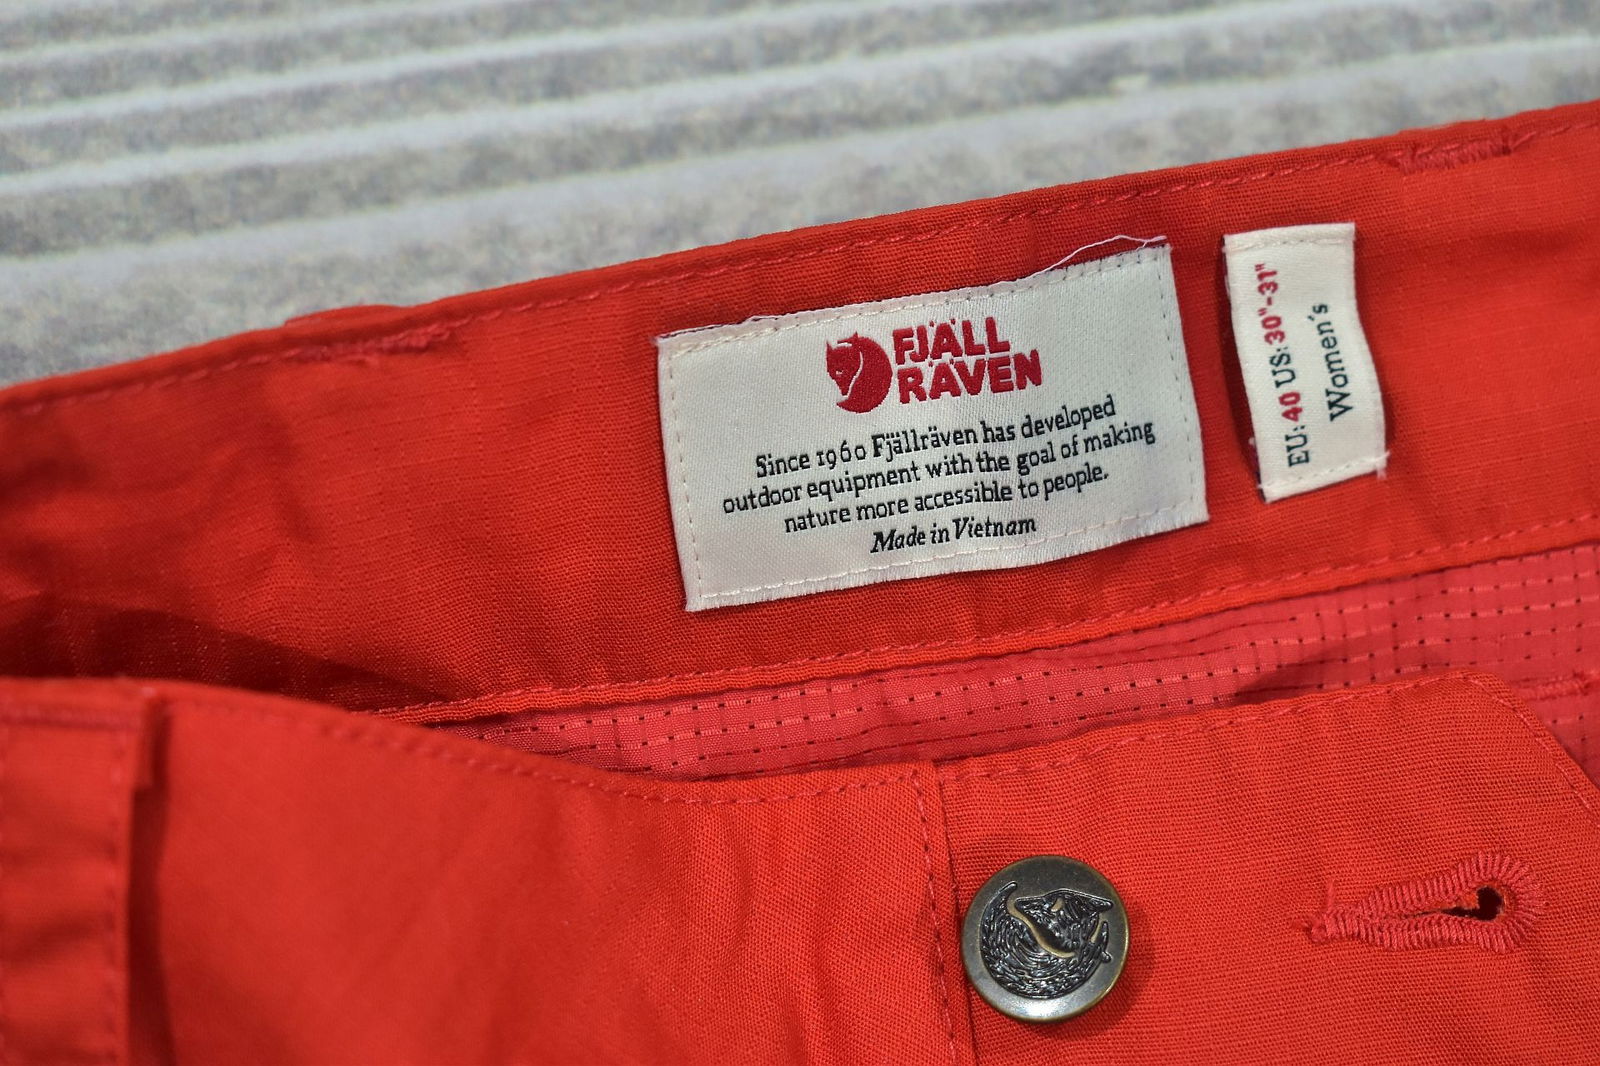 FJÄLL
RÄVEN
Since 1960 Fjällräven has developed
outdoor equipment with the goal of making
nature more accessible to people.
Made in Vietnam
EU: 40 US: 30"-31"
Women's